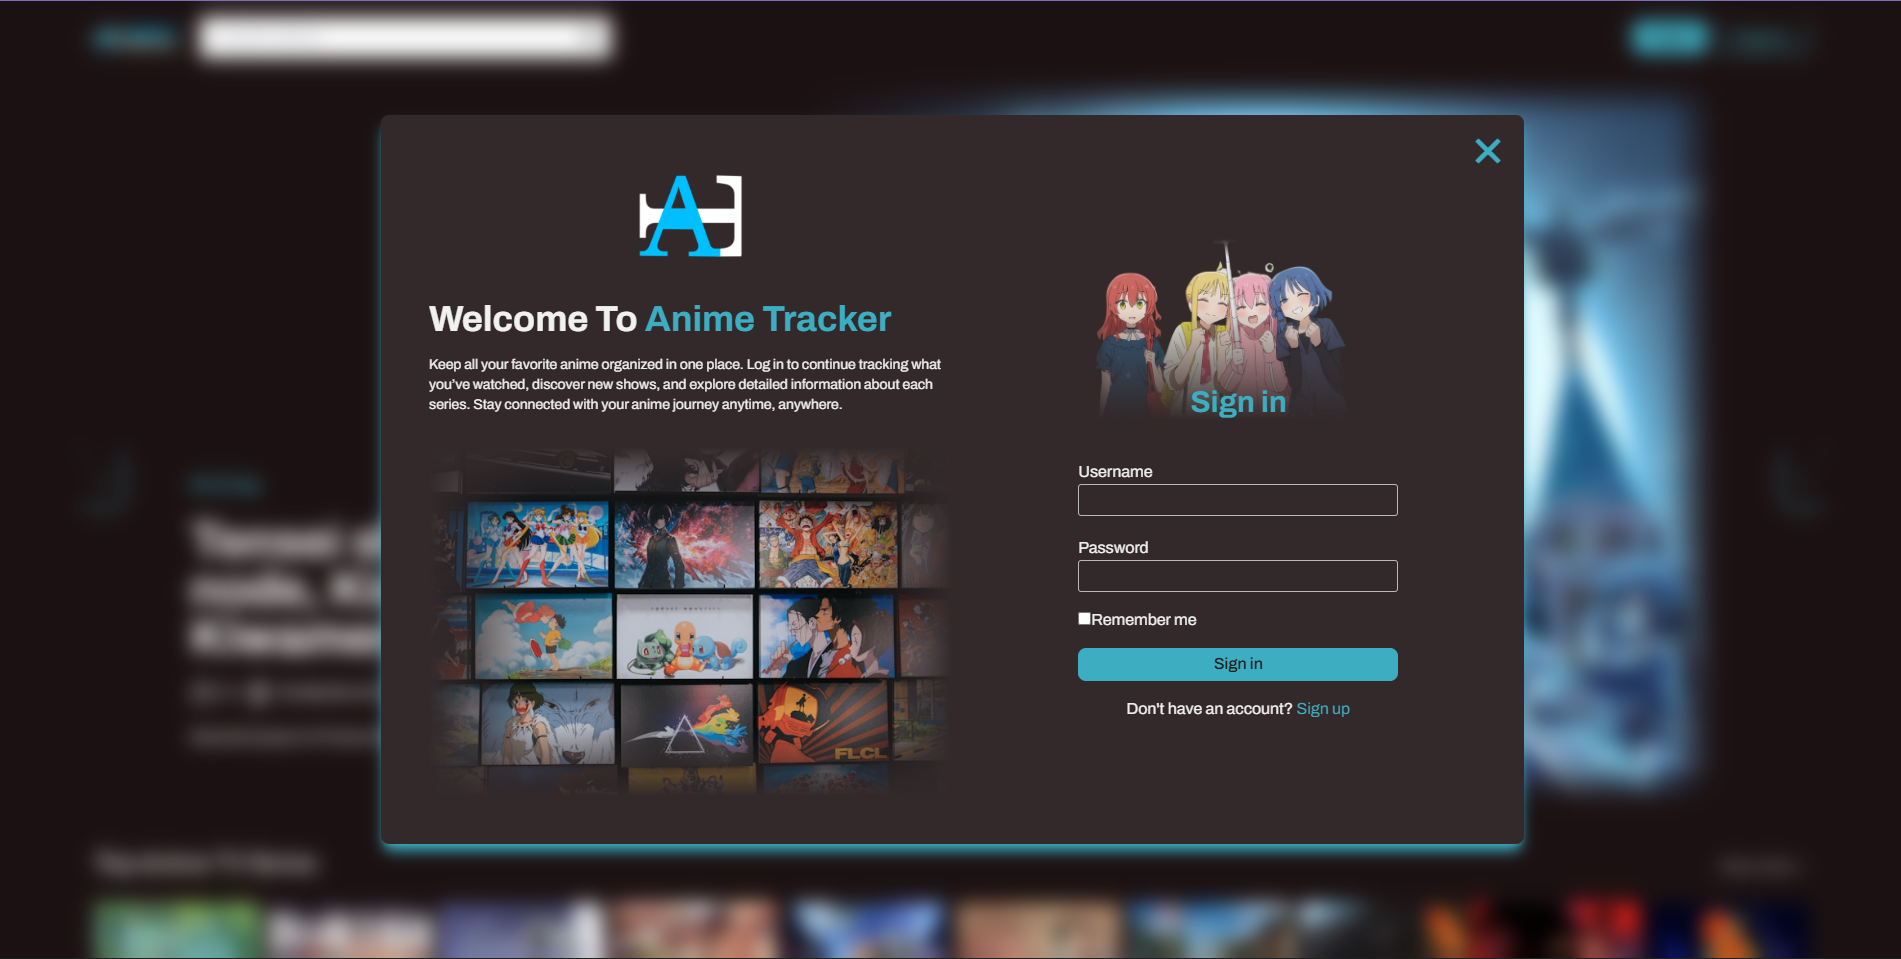 AE
Welcome To Anime Tracker
Keep all your favorite anime organized in one place. Log in to continue tracking what
you've watched, discover new shows, and explore detailed information about each
series. Stay connected with your anime journey anytime, anywhere.
FLCL
Sign in
Username
Password
Remember me
Sign in
Don't have an account? Sign up